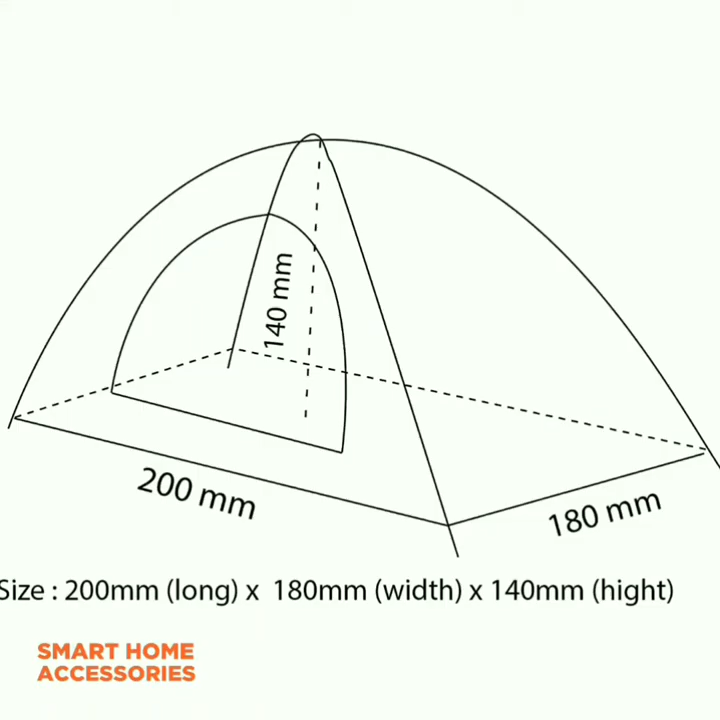 140 mm
200 mm
180 mm
Size : 200mm (long) x 180mm (width) x 140mm (hight)
SMART HOME
ACCESSORIES